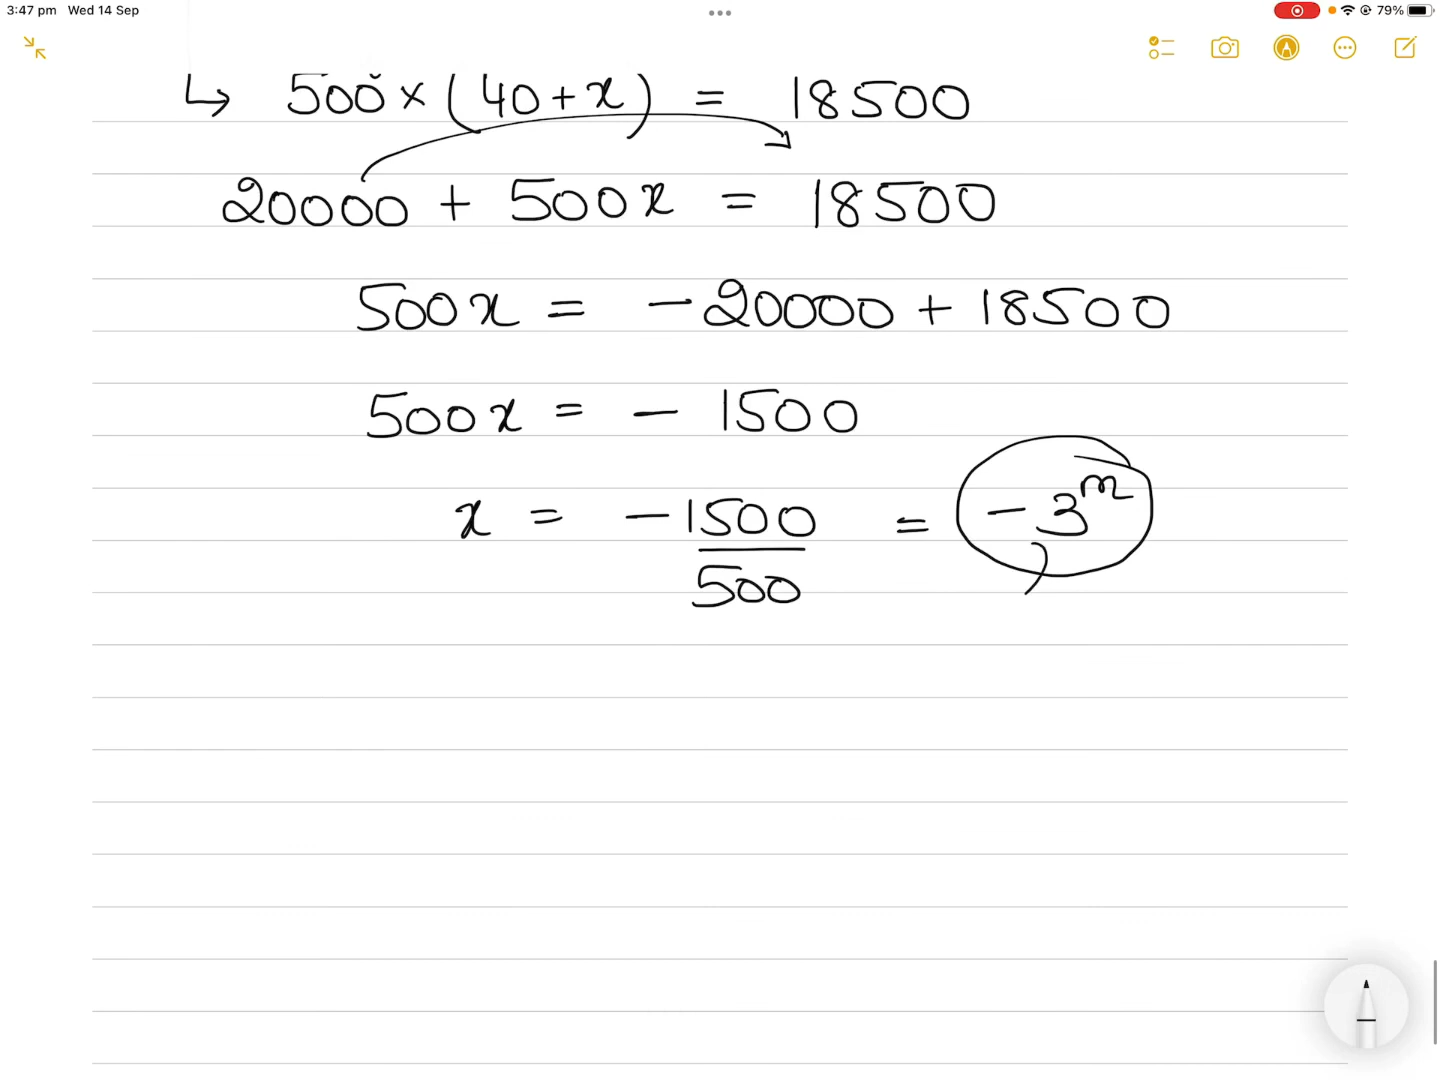 3:47 pm Wed 14 Sep 79%
↳ 500 × (40 + x) = 18500
20000 + 500x = 18500
500x = - 20000 + 18500
500x = - 1500
x = - 1500 / 500 = - 3 m